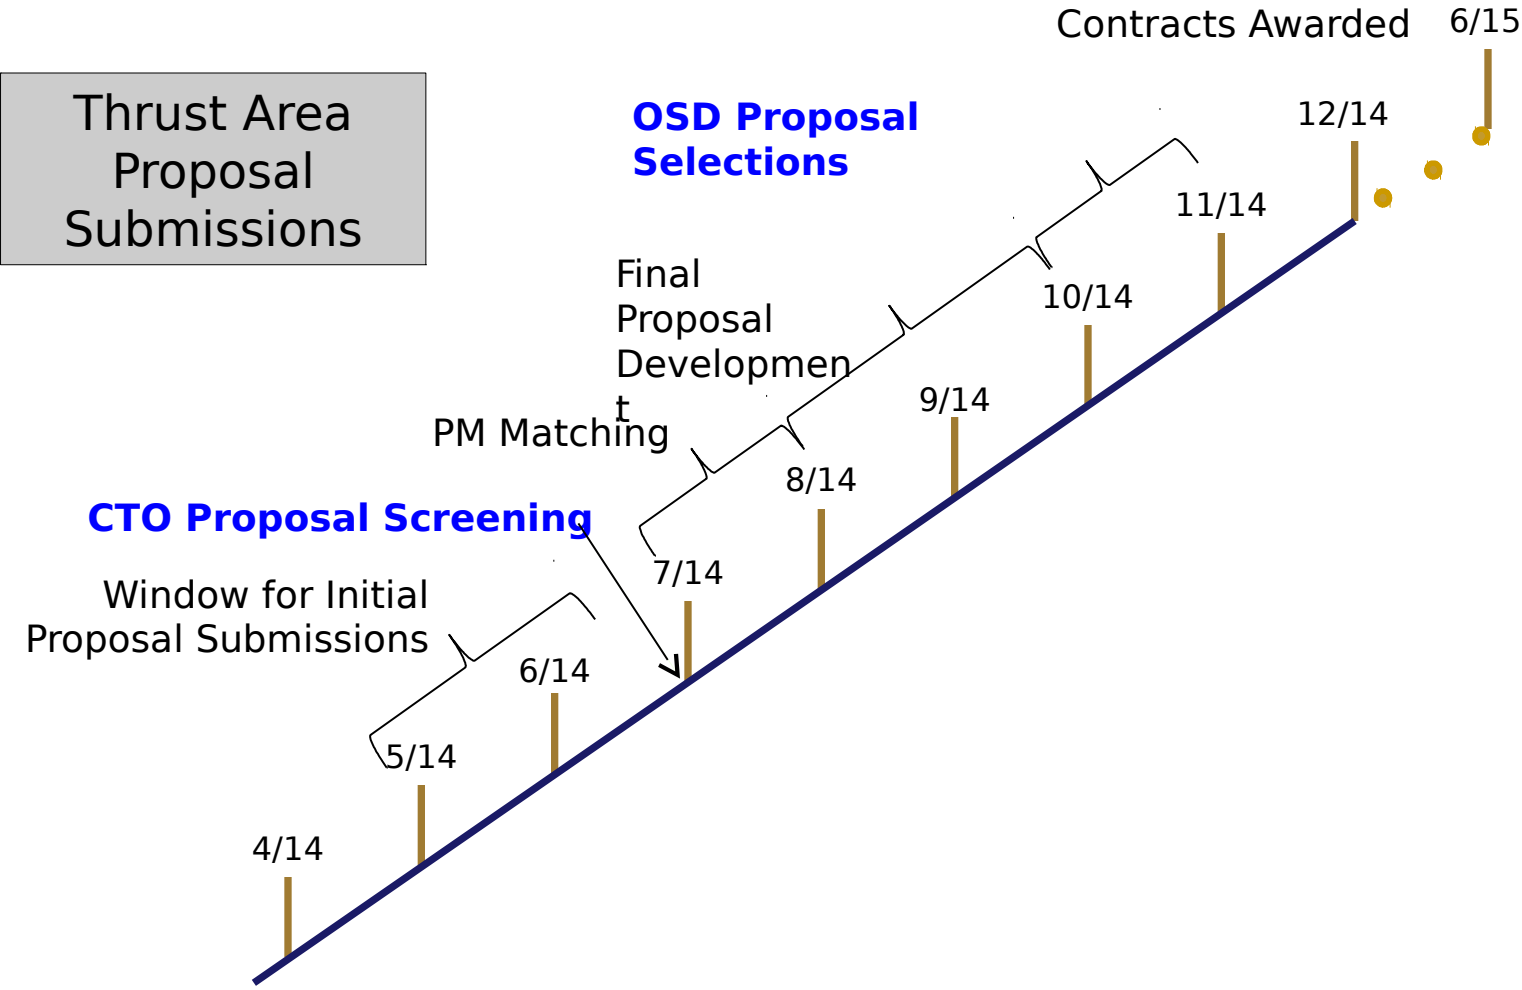 Contracts Awarded
6/15
Thrust Area
Proposal
Submissions
OSD Proposal
Selections
12/14
11/14
Final
Proposal
Developmen
t
10/14
9/14
PM Matching
8/14
CTO Proposal Screening
7/14
Window for Initial
Proposal Submissions
6/14
5/14
4/14